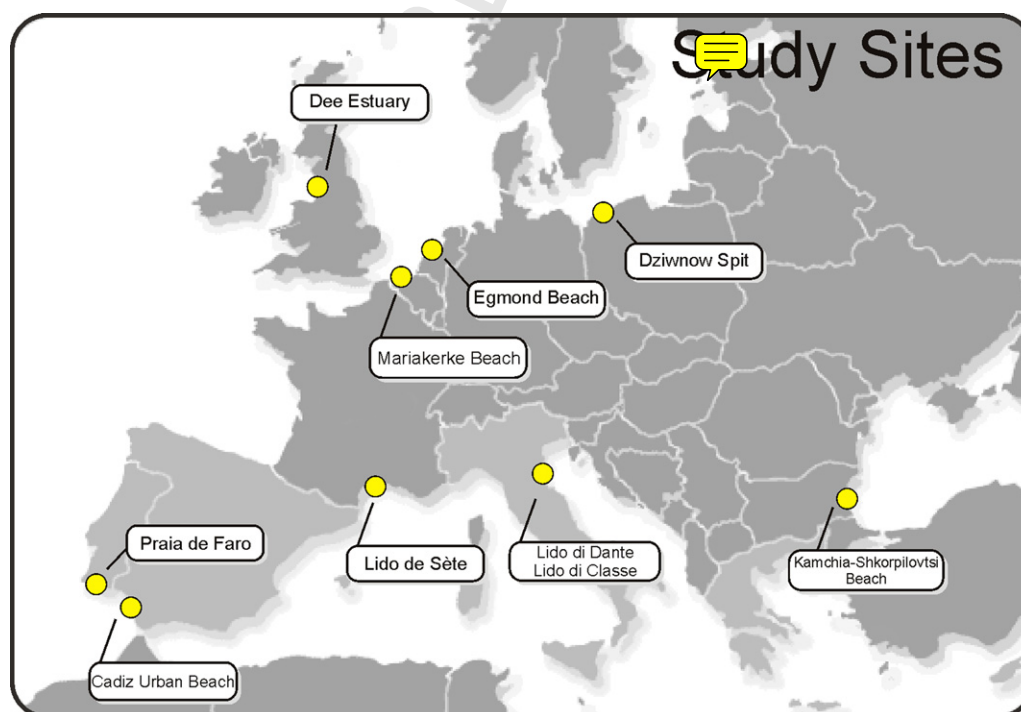 Study Sites
Dee Estuary
Dziwnow Spit
Egmond Beach
Mariakerke Beach
Praia de Faro
Lido de Sète
Lido di Dante
Lido di Classe
Kamchia-Shkorpilovtsi
Beach
Cadiz Urban Beach